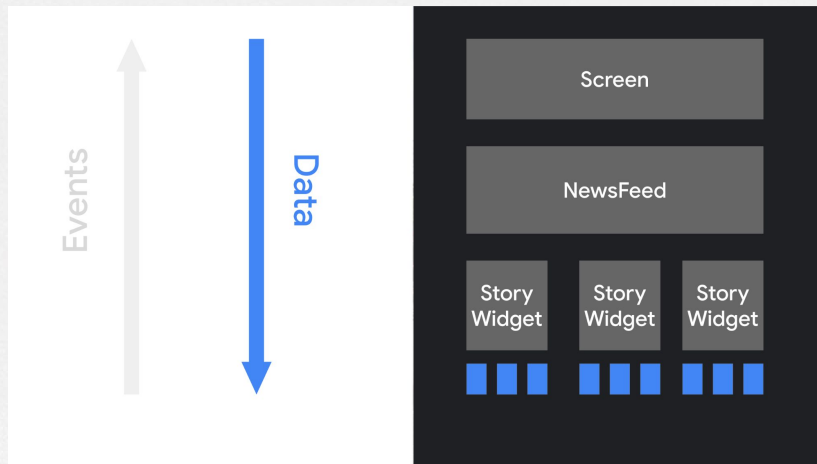 Events
Data
Screen
NewsFeed
Story
Widget
Story
Widget
Story
Widget